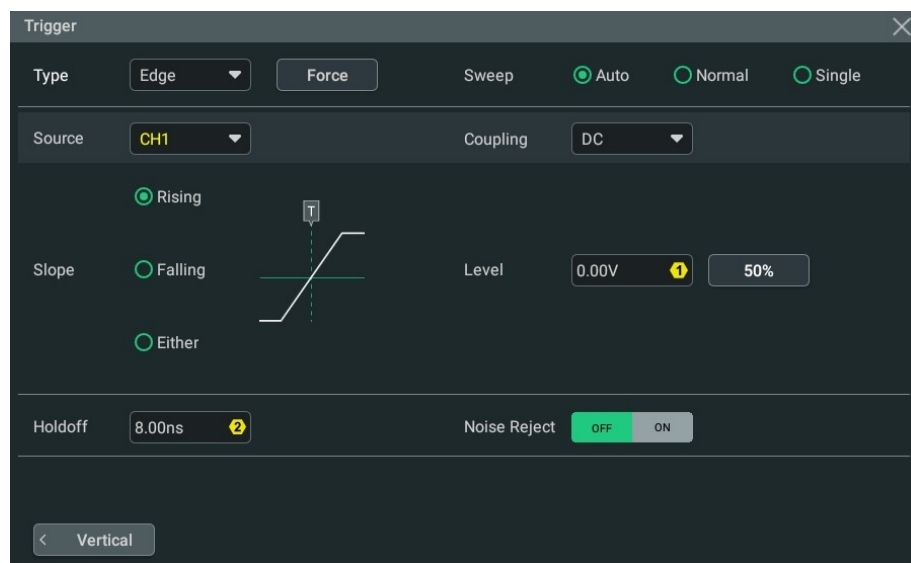 Trigger
Type Edge Force Sweep Auto Normal Single
Source CH1 Coupling DC
Rising
T
Slope Falling Level 0.00V 1 50%
Either
Holdoff 8.00ns 2 Noise Reject OFF ON
< Vertical